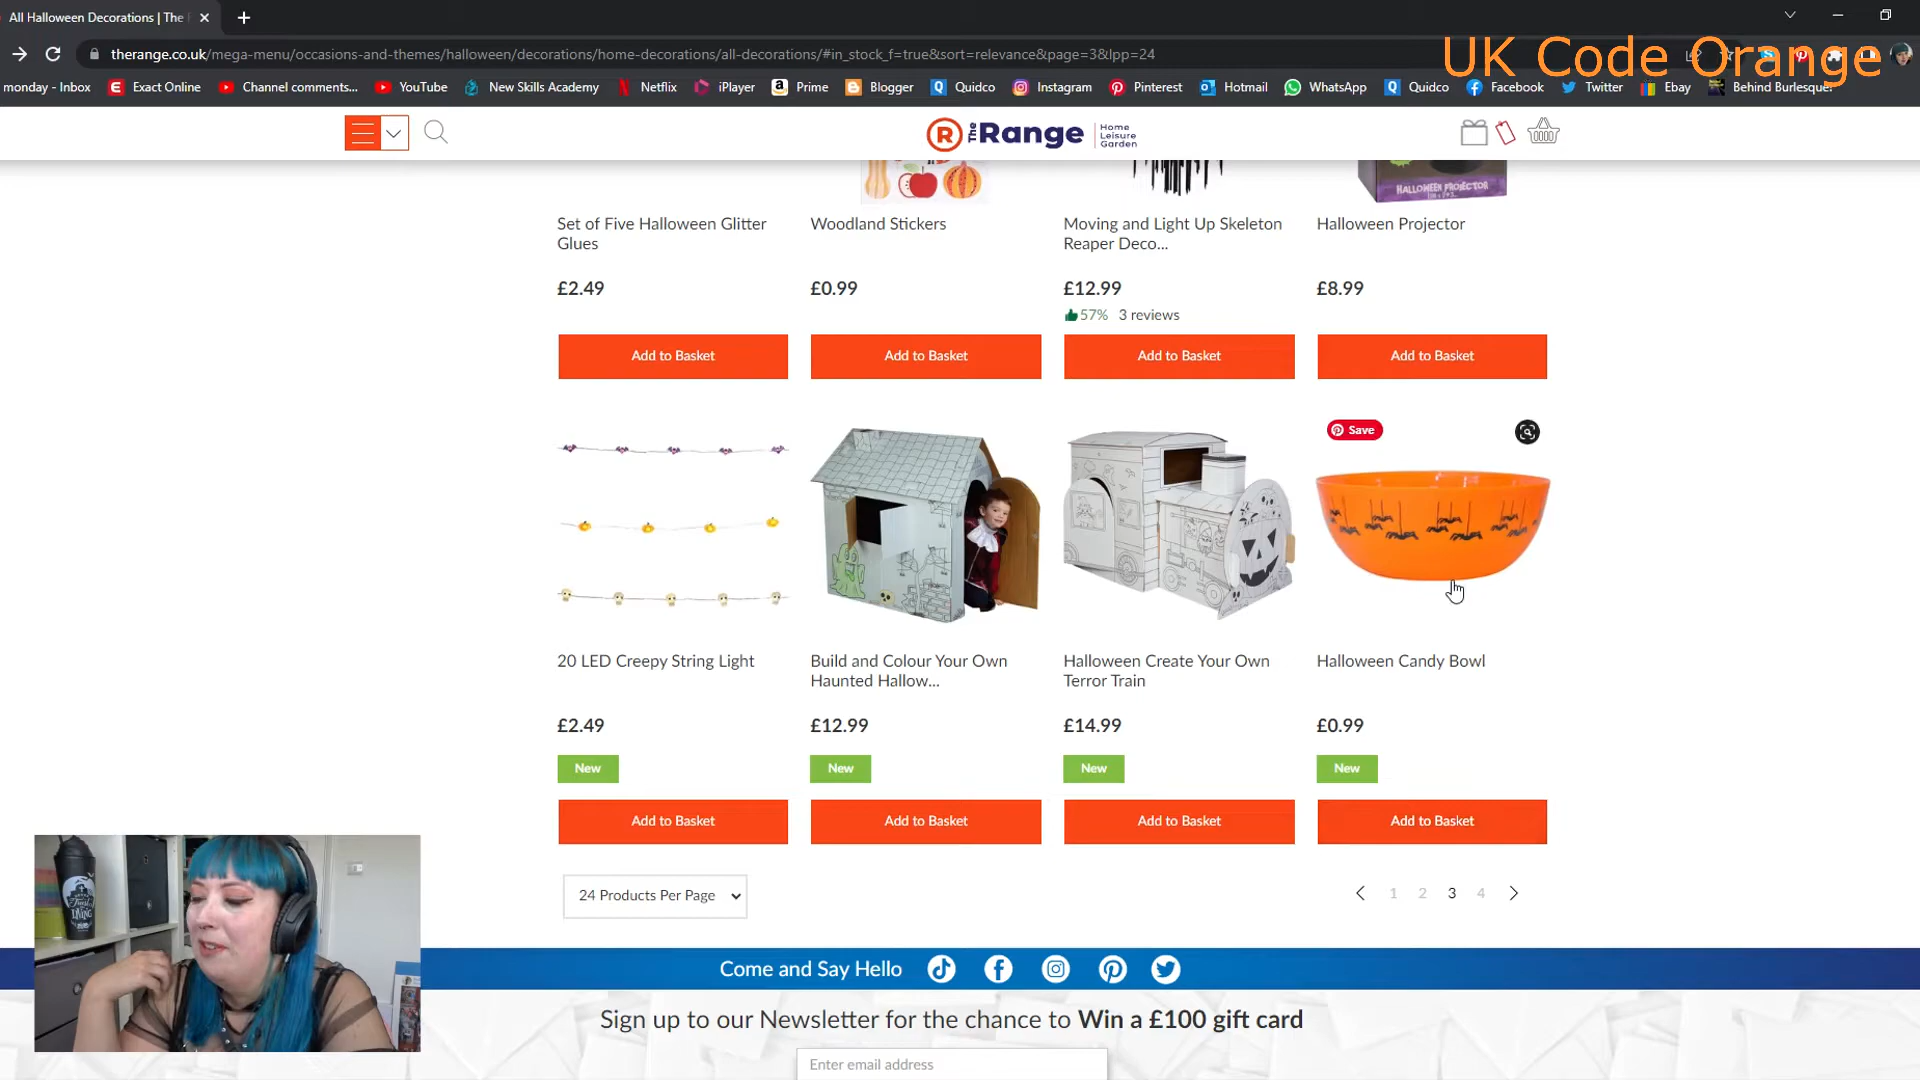 All Halloween Decorations | The
UK Code Orange
therange.co.uk/mega-menu/occasions-and-themes/halloween/decorations/home-decorations/all-decorations/#in_stock_f=true&sort=relevance&page=3&lpp=24
monday - Inbox Exact Online Channel comments... YouTube New Skills Academy Netflix iPlayer Prime Blogger Quidco Instagram Pinterest Hotmail WhatsApp Quidco Facebook Twitter Ebay Behind Burlesque
R The Range Home
Leisure
Garden
HALLOWEEN PROJECTOR
Set of Five Halloween Glitter
Glues
£2.49
Add to Basket
Woodland Stickers
£0.99
Add to Basket
Moving and Light Up Skeleton
Reaper Deco...
£12.99
57% 3 reviews
Add to Basket
Halloween Projector
£8.99
Add to Basket
20 LED Creepy String Light
£2.49
New
Add to Basket
Build and Colour Your Own
Haunted Hallow...
£12.99
New
Add to Basket
Halloween Create Your Own
Terror Train
£14.99
New
Add to Basket
Save
Halloween Candy Bowl
£0.99
New
Add to Basket
24 Products Per Page
1 2 3 4
Come and Say Hello
Sign up to our Newsletter for the chance to Win a £100 gift card
Enter email address